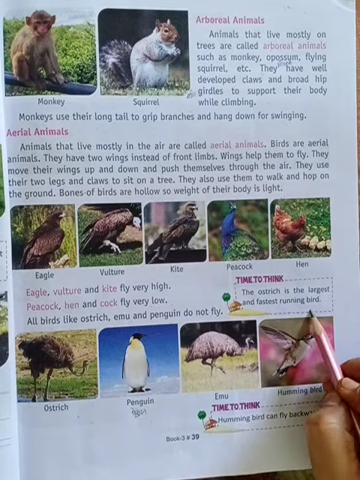 Arboreal Animals
Animals that live mostly on
trees are called arboreal animals
such as monkey, opossum, flying
squirrel, etc. They have well
developed claws and broad hip
girdles to support their body
while climbing.
Monkey
Squirrel
Monkeys use their long tail to grip branches and hang down for swinging.
Aerial Animals
Animals that live mostly in the air are called aerial animals. Birds are aerial
animals. They have two wings instead of front limbs. Wings help them to fly. They
move their wings up and down and push themselves through the air. They use
their two legs and claws to sit on a tree. They also use them to walk and hop on
the ground. Bones of birds are hollow so weight of their body is light.
Eagle
Vulture
Kite
Peacock
Hen
Eagle, vulture and kite fly very high.
Peacock, hen and cock fly very low.
All birds like ostrich, emu and penguin do not fly.
TIME TO THINK
The ostrich is the largest
and fastest running bird.
Ostrich
Penguin
Emu
Humming bird
TIME TO THINK
Humming bird can fly
Book-3 # 39